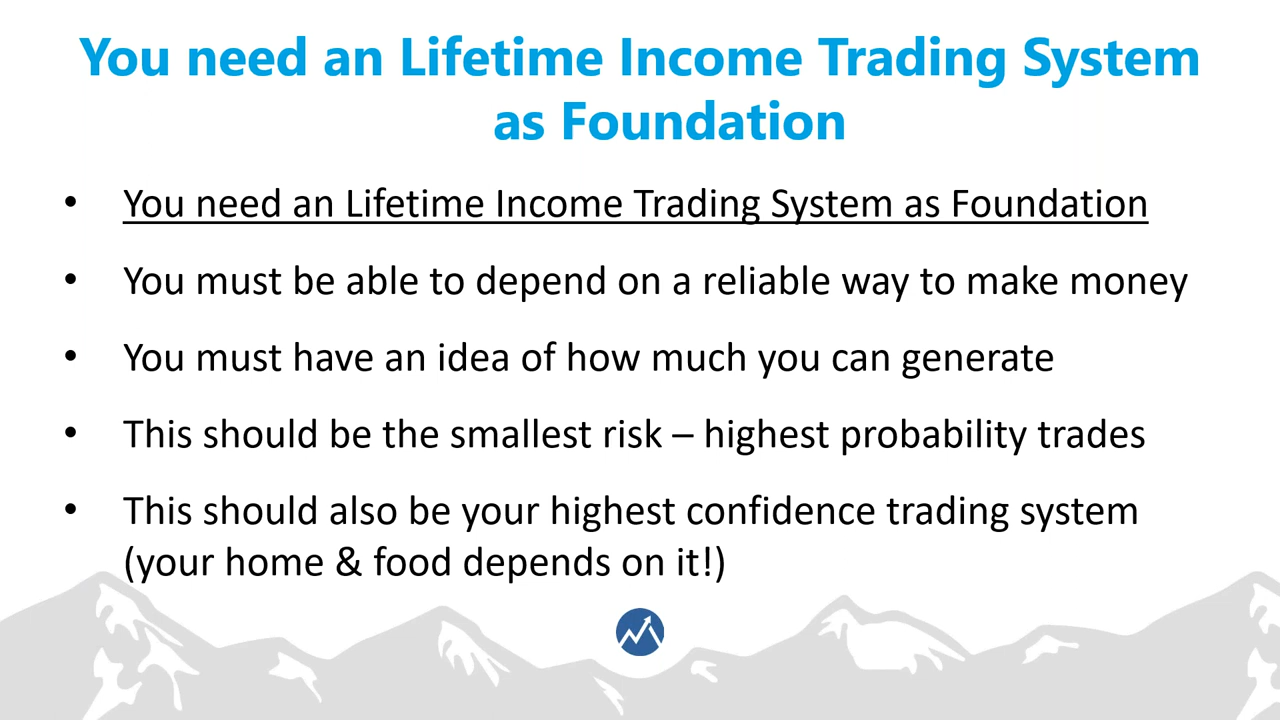 You need an Lifetime Income Trading System
as Foundation
• You need an Lifetime Income Trading System as Foundation
• You must be able to depend on a reliable way to make money
• You must have an idea of how much you can generate
• This should be the smallest risk – highest probability trades
• This should also be your highest confidence trading system
(your home & food depends on it!)